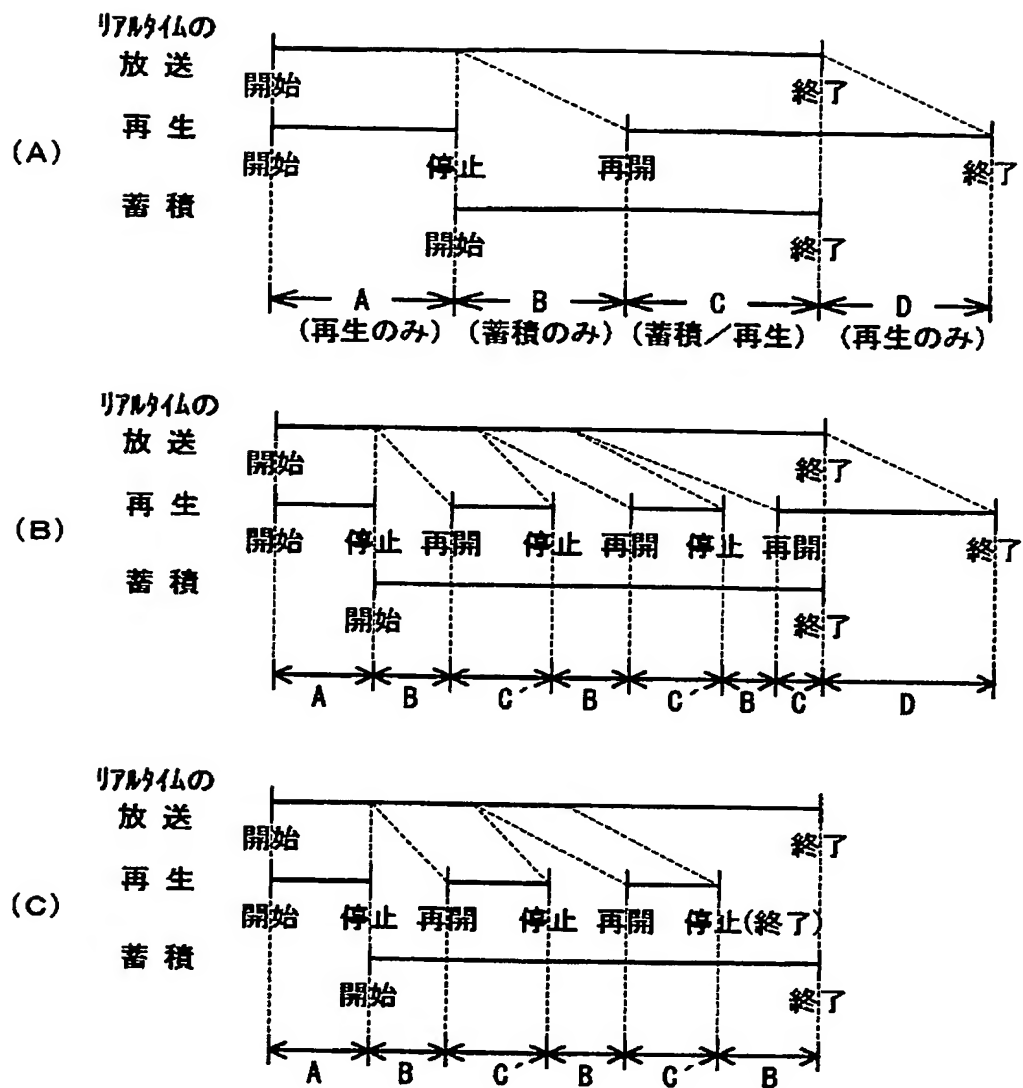 リアルタイムの
放送
開始
終了
(A)
再生
開始
停止
再開
終了
蓄積
開始
終了
A
B
C
D
(再生のみ)
(蓄積のみ)
(蓄積/再生)
(再生のみ)
リアルタイムの
放送
開始
終了
(B)
再生
開始
停止
再開
停止
再開
停止
再開
終了
蓄積
開始
終了
A
B
C
B
C
B
C
D
リアルタイムの
放送
開始
終了
(C)
再生
開始
停止
再開
停止
再開
停止(終了)
蓄積
開始
終了
A
B
C
B
C
B